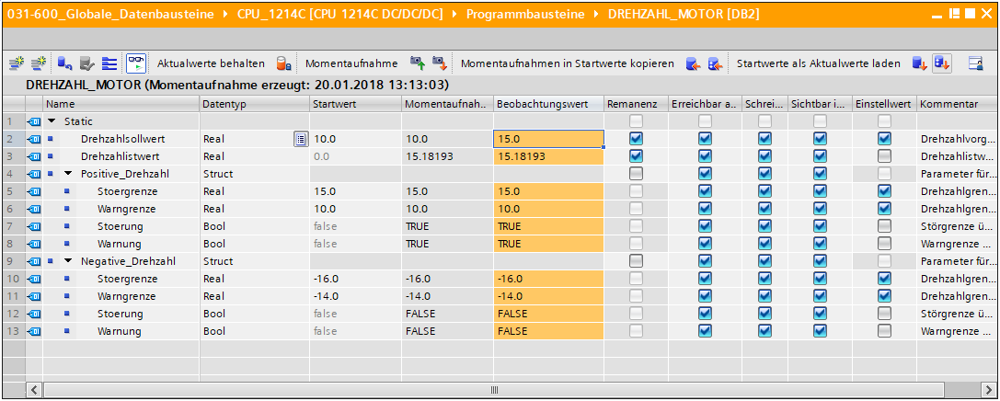 031-600_Globale_Datenbausteine ▸ CPU_1214C [CPU 1214C DC/DC/DC] ▸ Programmbausteine ▸ DREHZAHL_MOTOR [DB2]
Aktualwerte behalten Momentaufnahme Momentaufnahmen in Startwerte kopieren Startwerte als Aktualwerte laden
DREHZAHL_MOTOR (Momentaufnahme erzeugt: 20.01.2018 13:13:03)
Name Datentyp Startwert Momentaufnah.. Beobachtungswert Remanenz Erreichbar a... Schrei... Sichtbar i... Einstellwert Kommentar
1 Static
2 Drehzahlsollwert Real 10.0 10.0 15.0 Drehzahlvorg...
3 Drehzahlistwert Real 0.0 15.18193 15.18193 Drehzahlistw...
4 Positive_Drehzahl Struct Parameter für...
5 Stoergrenze Real 15.0 15.0 15.0 Drehzahlgren...
6 Warngrenze Real 10.0 10.0 10.0 Drehzahlgren...
7 Stoerung Bool false TRUE TRUE Störgrenze ü...
8 Warnung Bool false TRUE TRUE Warngrenze ...
9 Negative_Drehzahl Struct Parameter für...
10 Stoergrenze Real -16.0 -16.0 -16.0 Drehzahlgren...
11 Warngrenze Real -14.0 -14.0 -14.0 Drehzahlgren...
12 Stoerung Bool false FALSE FALSE Störgrenze ü...
13 Warnung Bool false FALSE FALSE Warngrenze ...